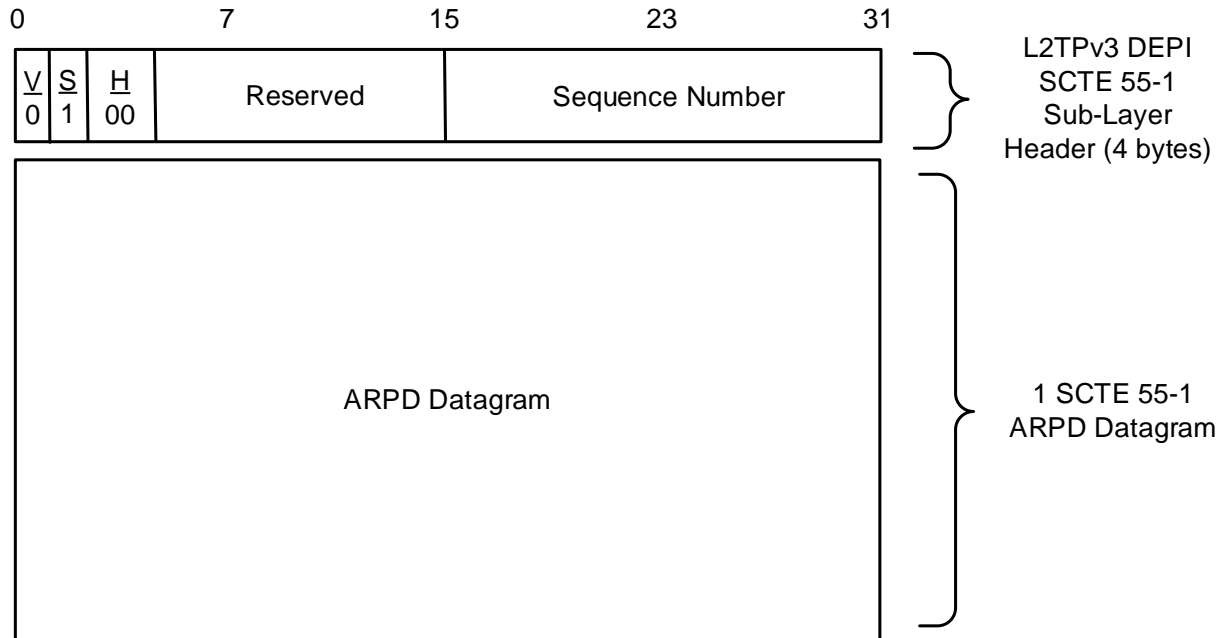 0 7 15 23 31
V S H
0 1 00
Reserved
Sequence Number
L2TPv3 DEPI
SCTE 55-1
Sub-Layer
Header (4 bytes)
ARPD Datagram
1 SCTE 55-1
ARPD Datagram